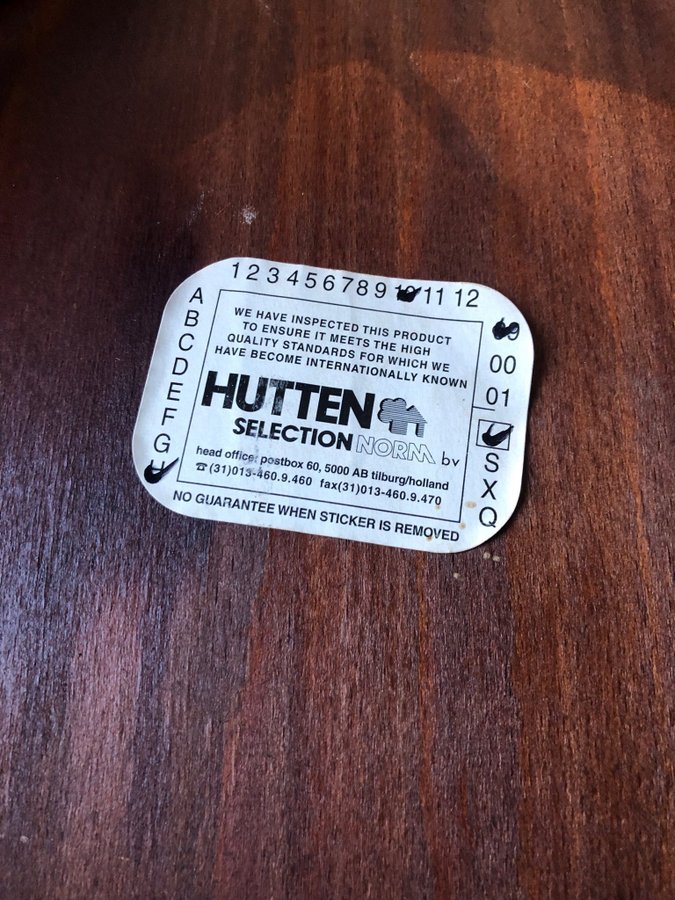 1 2 3 4 5 6 7 8 9 10 11 12
A
B
C
D
E
F
G
WE HAVE INSPECTED THIS PRODUCT
TO ENSURE IT MEETS THE HIGH
QUALITY STANDARDS FOR WHICH WE
HAVE BECOME INTERNATIONALLY KNOWN
HUTTEN
SELECTION NORM bv
head office: postbox 60, 5000 AB tilburg/holland
☎(31)013-460.9.460 fax(31)013-460.9.470
NO GUARANTEE WHEN STICKER IS REMOVED
00
01
S
X
Q